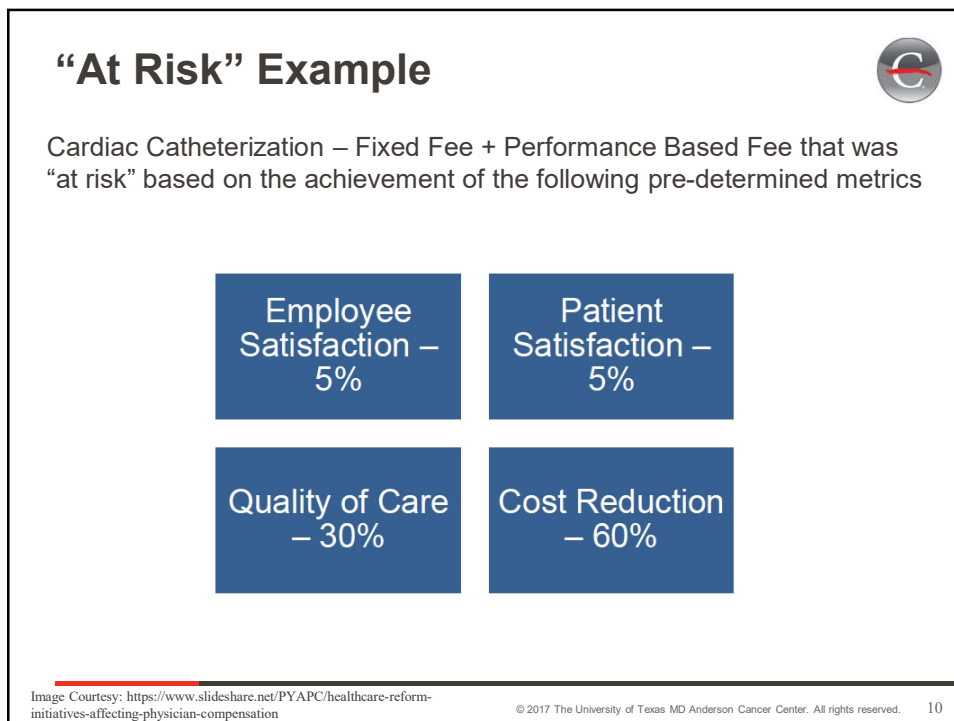 “At Risk” Example
C
Cardiac Catheterization – Fixed Fee + Performance Based Fee that was
“at risk” based on the achievement of the following pre-determined metrics
Employee
Satisfaction –
5%
Patient
Satisfaction –
5%
Quality of Care
– 30%
Cost Reduction
– 60%
Image Courtesy: https://www.slideshare.net/PYAPC/healthcare-reform-
initiatives-affecting-physician-compensation
© 2017 The University of Texas MD Anderson Cancer Center. All rights reserved.
10